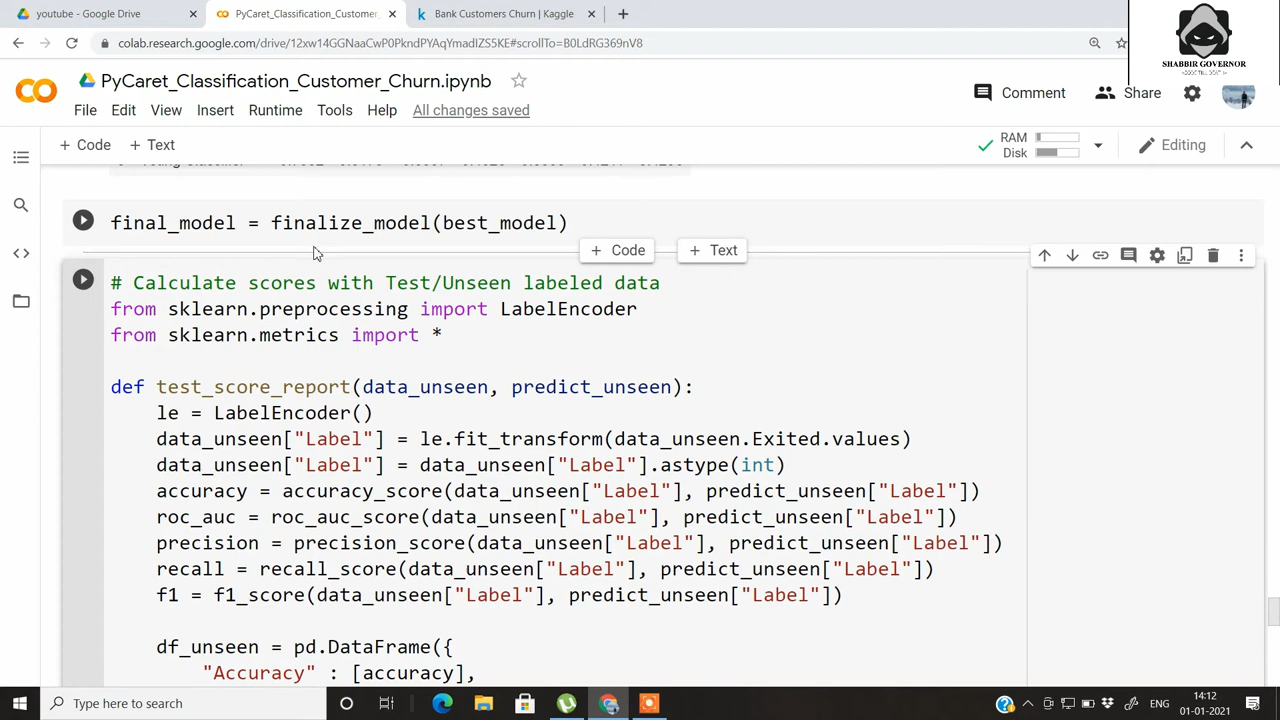 youtube - Google Drive
PyCaret_Classification_Customer_
Bank Customers Churn | Kaggle
colab.research.google.com/drive/12xw14GGNaaCwP0PkndPYAqYmadIZS5KE#scrollTo=B0LdRG369nV8
SHABBIR GOVERNOR
PyCaret_Classification_Customer_Churn.ipynb
Comment
Share
File Edit View Insert Runtime Tools Help All changes saved
+ Code + Text
RAM
Disk
Editing
final_model = finalize_model(best_model)
+ Code + Text
# Calculate scores with Test/Unseen labeled data
from sklearn.preprocessing import LabelEncoder
from sklearn.metrics import *
def test_score_report(data_unseen, predict_unseen):
le = LabelEncoder()
data_unseen["Label"] = le.fit_transform(data_unseen.Exited.values)
data_unseen["Label"] = data_unseen["Label"].astype(int)
accuracy = accuracy_score(data_unseen["Label"], predict_unseen["Label"])
roc_auc = roc_auc_score(data_unseen["Label"], predict_unseen["Label"])
precision = precision_score(data_unseen["Label"], predict_unseen["Label"])
recall = recall_score(data_unseen["Label"], predict_unseen["Label"])
f1 = f1_score(data_unseen["Label"], predict_unseen["Label"])
df_unseen = pd.DataFrame({
"Accuracy" : [accuracy],
Type here to search
ENG
14:12
01-01-2021